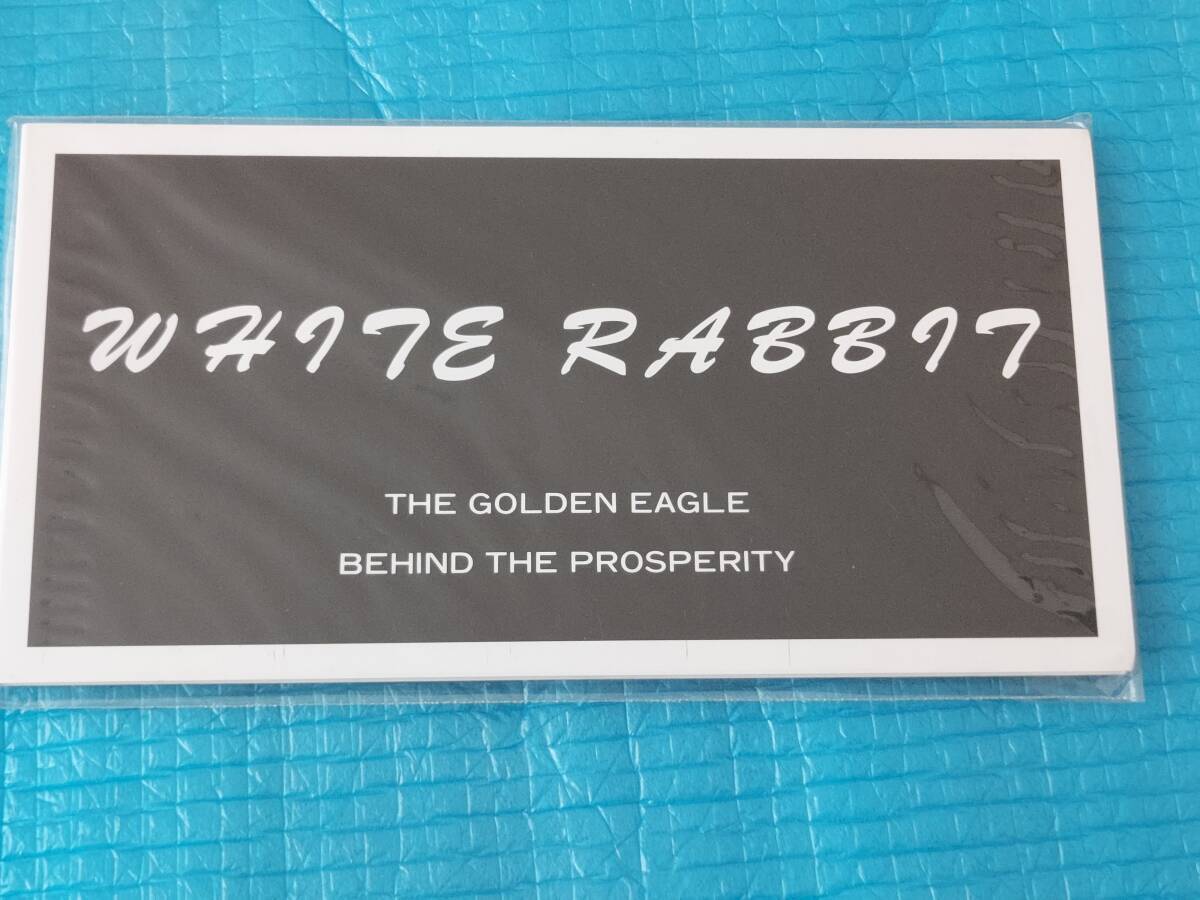 WHITE RABBIT
THE GOLDEN EAGLE
BEHIND THE PROSPERITY